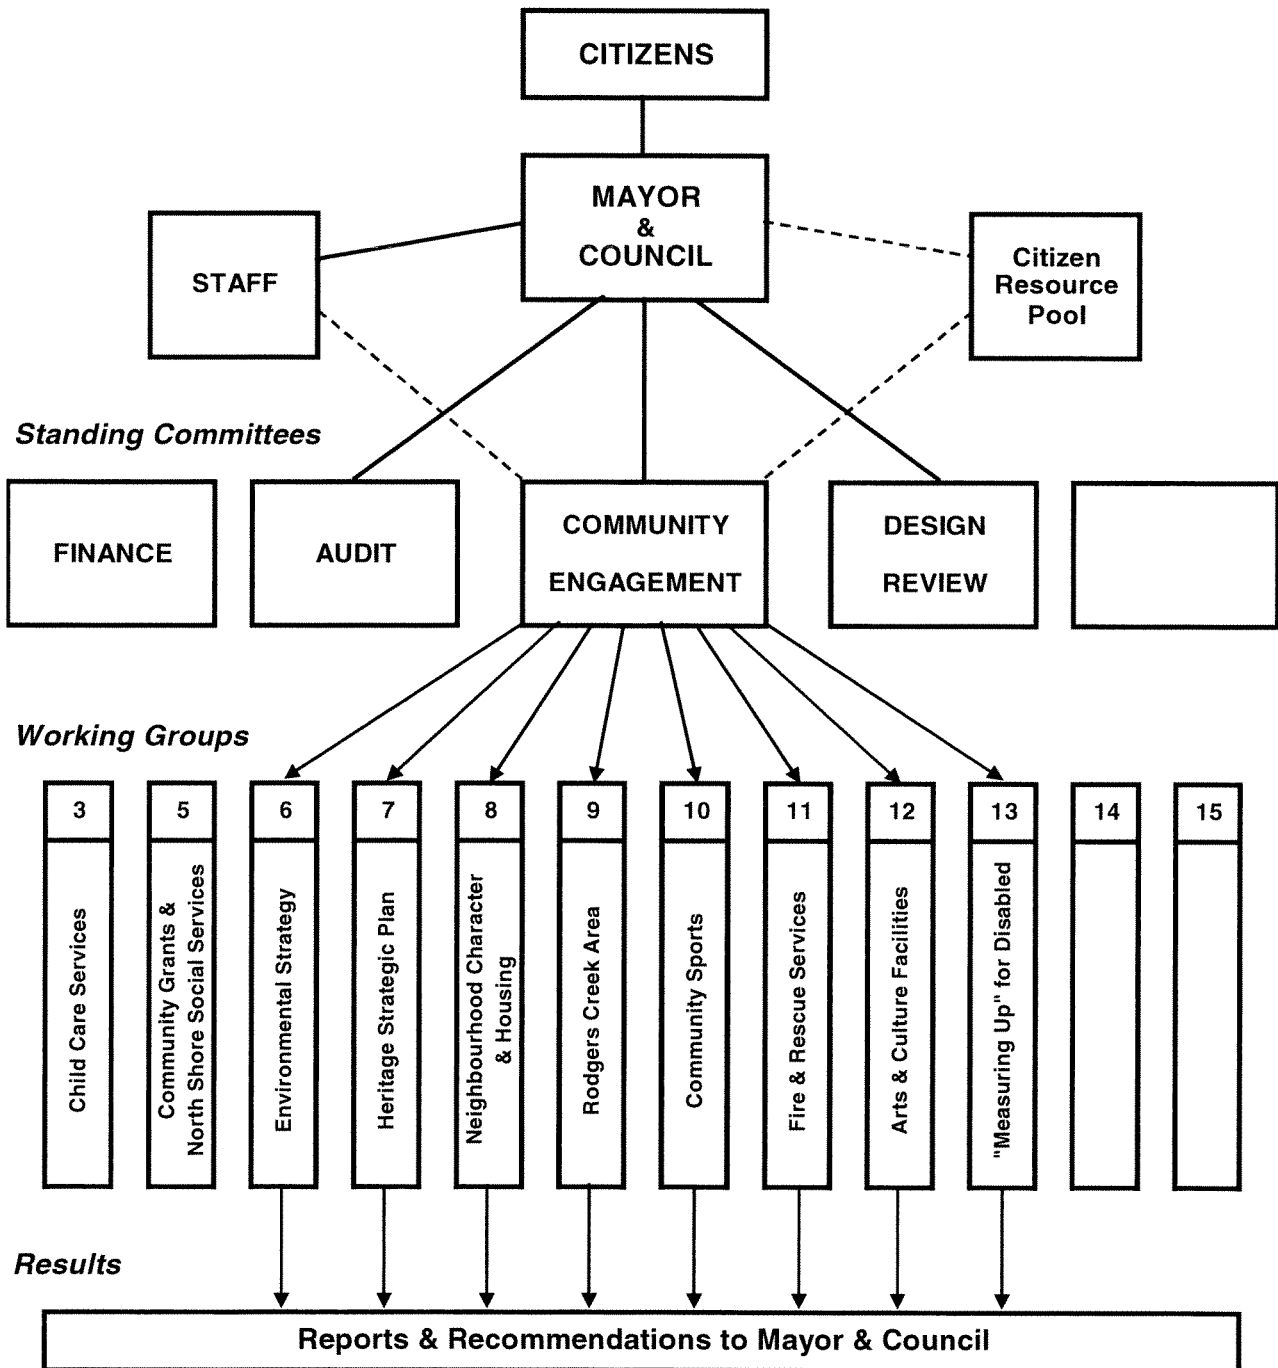 CITIZENS
MAYOR
&
COUNCIL
STAFF
Citizen
Resource
Pool
Standing Committees
FINANCE
AUDIT
COMMUNITY
ENGAGEMENT
DESIGN
REVIEW
Working Groups
3
5
6
7
8
9
10
11
12
13
14
15
Child Care Services
Community Grants &
North Shore Social Services
Environmental Strategy
Heritage Strategic Plan
Neighbourhood Character
& Housing
Rodgers Creek Area
Community Sports
Fire & Rescue Services
Arts & Culture Facilities
"Measuring Up" for Disabled
Results
Reports & Recommendations to Mayor & Council